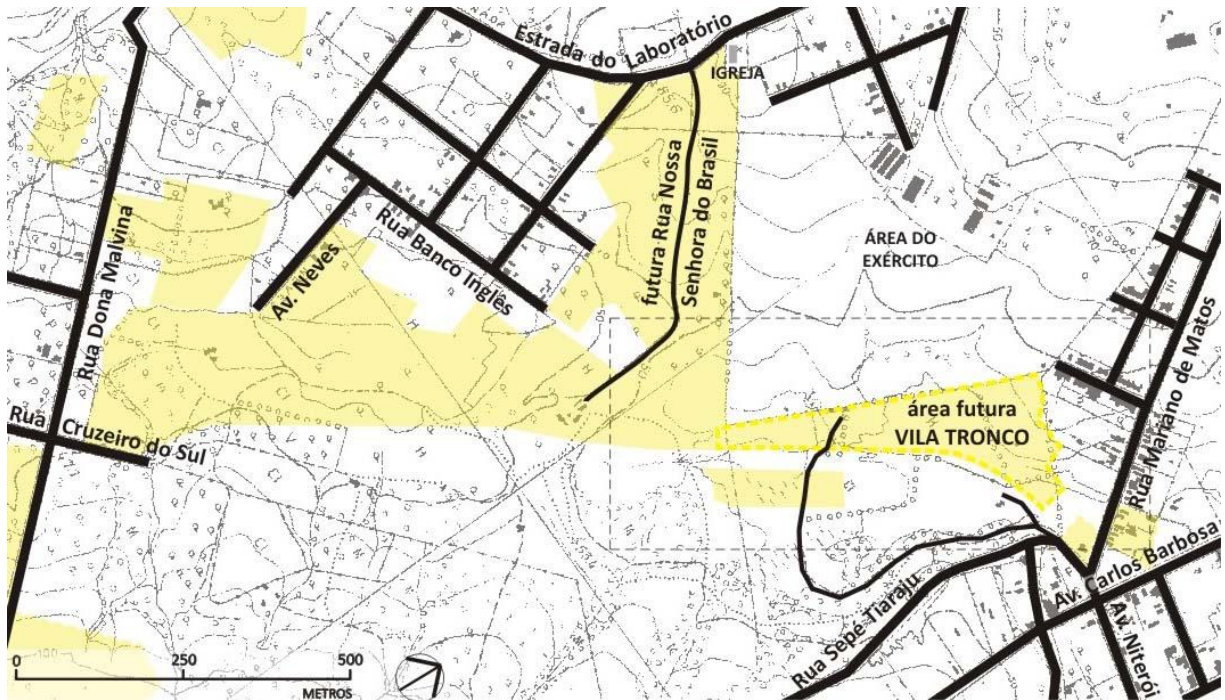 Estrada do Laboratório
IGREJA
futura Rua Nossa
Senhora do Brasil
ÁREA DO
EXÉRCITO
Rua Dona Malvina
Av. Neves
Rua Banco Inglês
Rua Mariano de Matos
área futura
VILA TRONCO
Rua Cruzeiro do Sul
Rua Sepé Tiaraju
Av. Carlos Barbosa
Av. Niterói
0 250 500
METROS